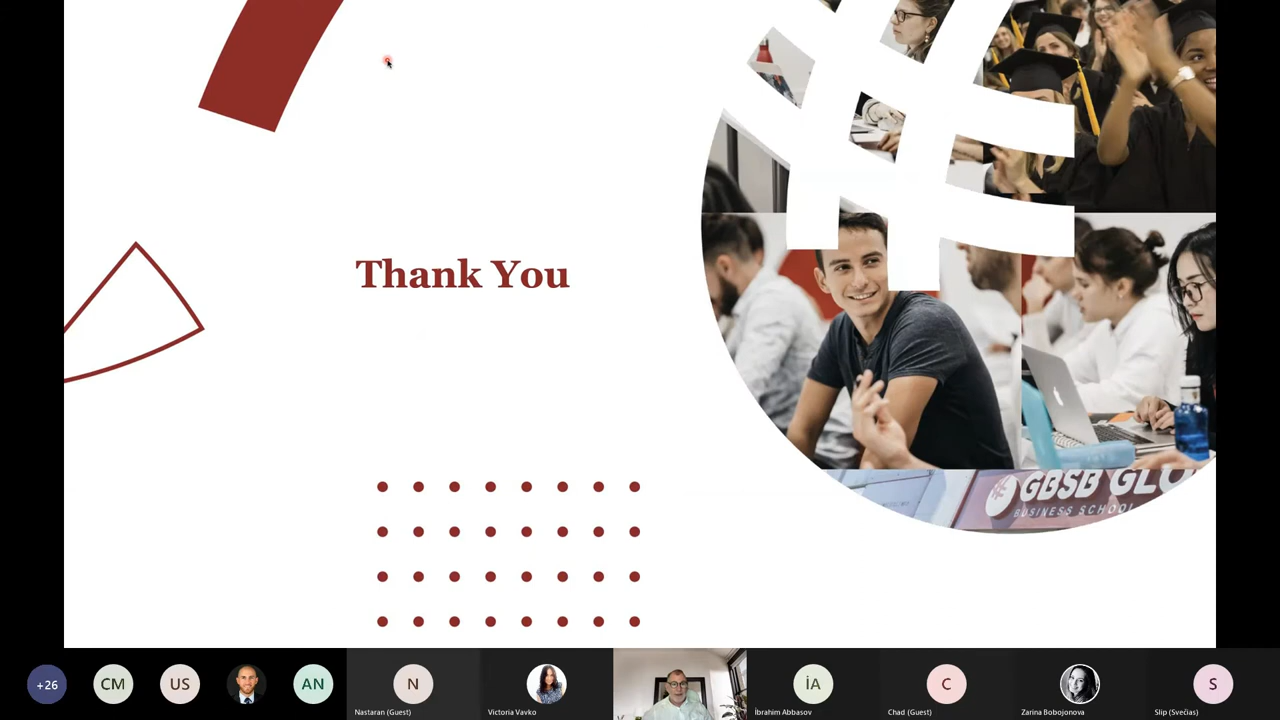 Thank You
GBSB GLO
BUSINESS SCHOOL
+26
CM
US
AN
N
İA
C
S
Nastaran (Guest)
Victoria Vavko
İbrahim Abbasov
Chad (Guest)
Zarina Bobojonova
Slip (Svečias)